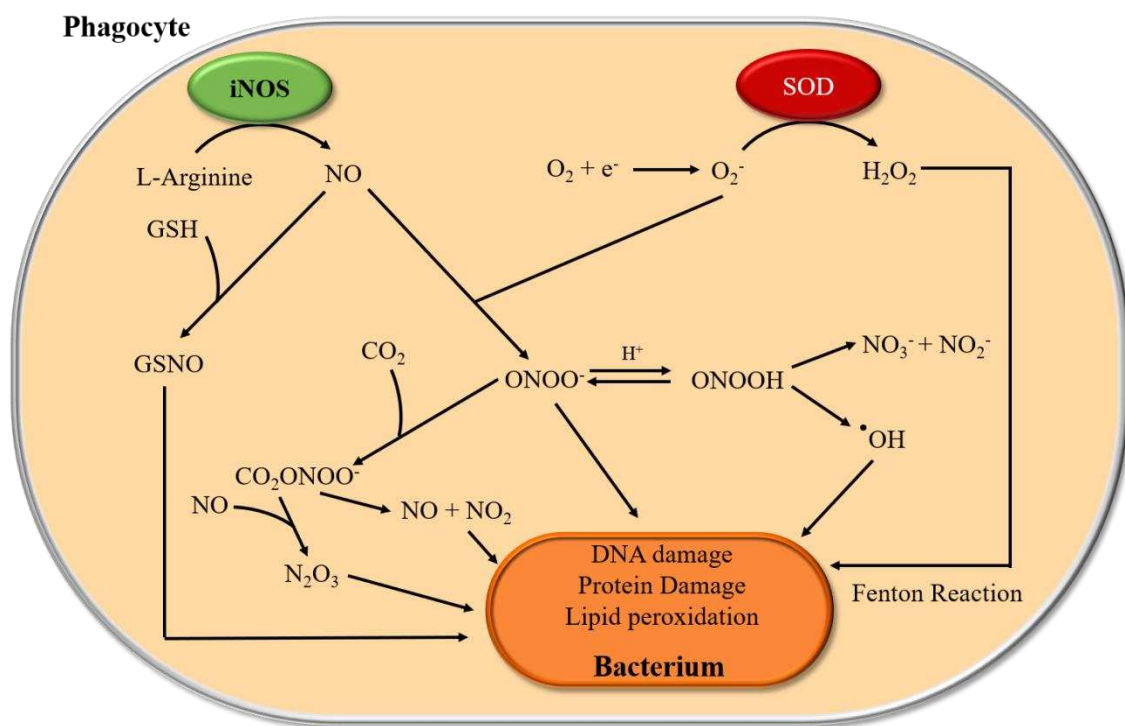 Phagocyte
iNOS
SOD
L-Arginine
NO
O₂ + e⁻
O₂⁻
H₂O₂
GSH
GSNO
CO₂
ONOO⁻
H⁺
ONOOH
NO₃⁻ + NO₂⁻
•OH
CO₂ONOO⁻
NO
NO + NO₂
N₂O₃
DNA damage
Protein Damage
Lipid peroxidation
Bacterium
Fenton Reaction